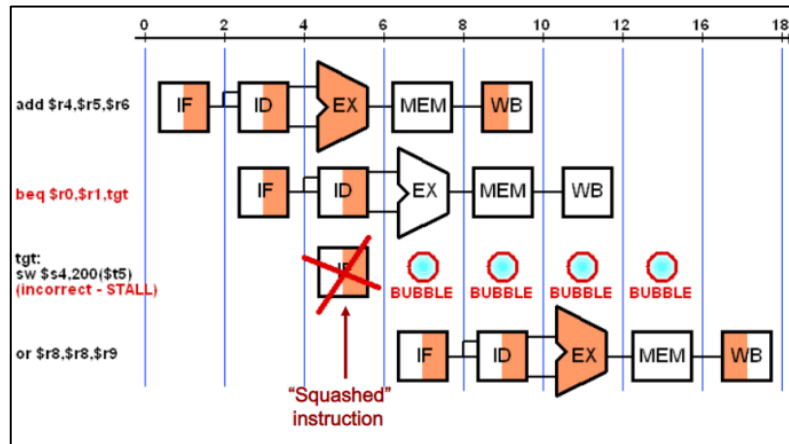 0 2 4 6 8 10 12 14 16 18
add $r4,$r5,$r6 IF ID EX MEM WB
beq $r0,$r1,tgt IF ID EX MEM WB
tgt:
sw $s4,200($t5)
(incorrect - STALL) BUBBLE BUBBLE BUBBLE BUBBLE
or $r8,$r8,$r9 IF ID EX MEM WB
“Squashed”
instruction